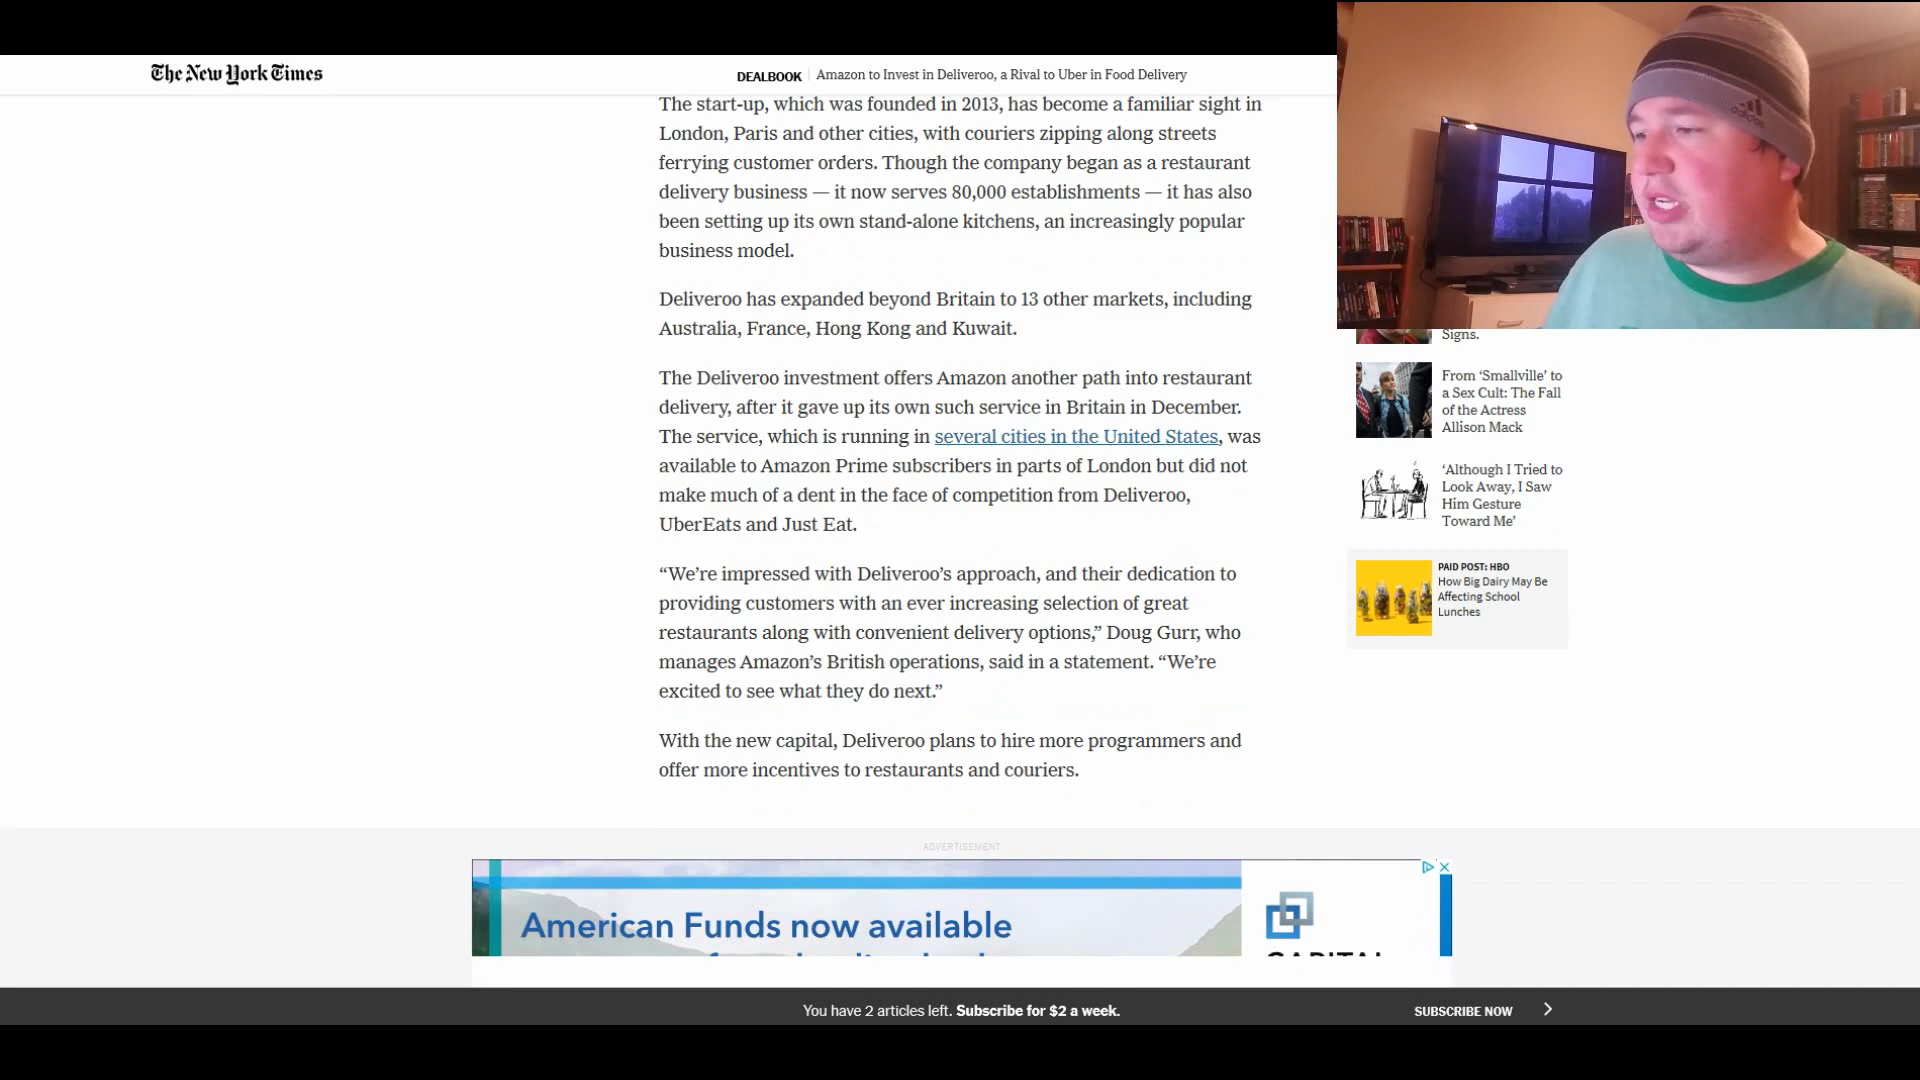 The New York Times
DEALBOOK Amazon to Invest in Deliveroo, a Rival to Uber in Food Delivery
The start-up, which was founded in 2013, has become a familiar sight in
London, Paris and other cities, with couriers zipping along streets
ferrying customer orders. Though the company began as a restaurant
delivery business — it now serves 80,000 establishments — it has also
been setting up its own stand-alone kitchens, an increasingly popular
business model.
Deliveroo has expanded beyond Britain to 13 other markets, including
Australia, France, Hong Kong and Kuwait.
The Deliveroo investment offers Amazon another path into restaurant
delivery, after it gave up its own such service in Britain in December.
The service, which is running in several cities in the United States, was
available to Amazon Prime subscribers in parts of London but did not
make much of a dent in the face of competition from Deliveroo,
UberEats and Just Eat.
“We’re impressed with Deliveroo’s approach, and their dedication to
providing customers with an ever increasing selection of great
restaurants along with convenient delivery options,” Doug Gurr, who
manages Amazon’s British operations, said in a statement. “We’re
excited to see what they do next.”
With the new capital, Deliveroo plans to hire more programmers and
offer more incentives to restaurants and couriers.
adidas
Signs.
From ‘Smallville’ to
a Sex Cult: The Fall
of the Actress
Allison Mack
‘Although I Tried to
Look Away, I Saw
Him Gesture
Toward Me’
PAID POST: HBO
How Big Dairy May Be
Affecting School
Lunches
ADVERTISEMENT
American Funds now available
CAPITAL
You have 2 articles left. Subscribe for $2 a week.
SUBSCRIBE NOW